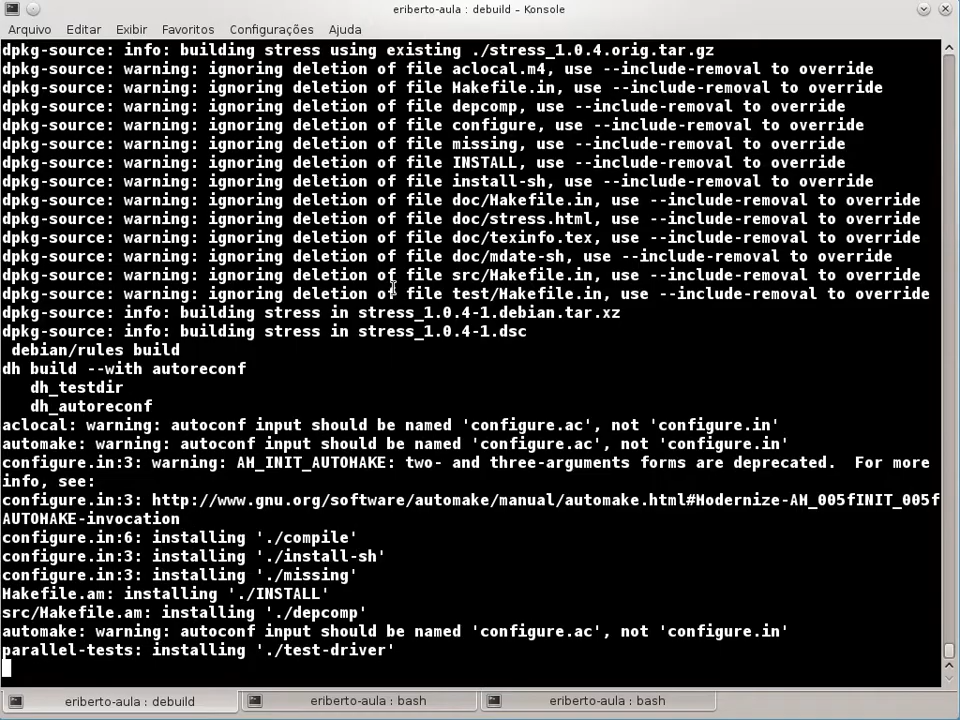 eriberto-aula : debuild – Konsole
Arquivo Editar Exibir Favoritos Configurações Ajuda
dpkg-source: info: building stress using existing ./stress_1.0.4.orig.tar.gz
dpkg-source: warning: ignoring deletion of file aclocal.m4, use --include-removal to override
dpkg-source: warning: ignoring deletion of file Makefile.in, use --include-removal to override
dpkg-source: warning: ignoring deletion of file depcomp, use --include-removal to override
dpkg-source: warning: ignoring deletion of file configure, use --include-removal to override
dpkg-source: warning: ignoring deletion of file missing, use --include-removal to override
dpkg-source: warning: ignoring deletion of file INSTALL, use --include-removal to override
dpkg-source: warning: ignoring deletion of file install-sh, use --include-removal to override
dpkg-source: warning: ignoring deletion of file doc/Makefile.in, use --include-removal to override
dpkg-source: warning: ignoring deletion of file doc/stress.html, use --include-removal to override
dpkg-source: warning: ignoring deletion of file doc/texinfo.tex, use --include-removal to override
dpkg-source: warning: ignoring deletion of file doc/mdate-sh, use --include-removal to override
dpkg-source: warning: ignoring deletion of file src/Makefile.in, use --include-removal to override
dpkg-source: warning: ignoring deletion of file test/Makefile.in, use --include-removal to override
dpkg-source: info: building stress in stress_1.0.4-1.debian.tar.xz
dpkg-source: info: building stress in stress_1.0.4-1.dsc
debian/rules build
dh build --with autoreconf
dh_testdir
dh_autoreconf
aclocal: warning: autoconf input should be named 'configure.ac', not 'configure.in'
automake: warning: autoconf input should be named 'configure.ac', not 'configure.in'
configure.in:3: warning: AM_INIT_AUTOMAKE: two- and three-arguments forms are deprecated.  For more
info, see:
configure.in:3: http://www.gnu.org/software/automake/manual/automake.html#Modernize-AM_005fINIT_005f
AUTOMAKE-invocation
configure.in:6: installing './compile'
configure.in:3: installing './install-sh'
configure.in:3: installing './missing'
Makefile.am: installing './INSTALL'
src/Makefile.am: installing './depcomp'
automake: warning: autoconf input should be named 'configure.ac', not 'configure.in'
parallel-tests: installing './test-driver'
eriberto-aula : debuild eriberto-aula : bash eriberto-aula : bash